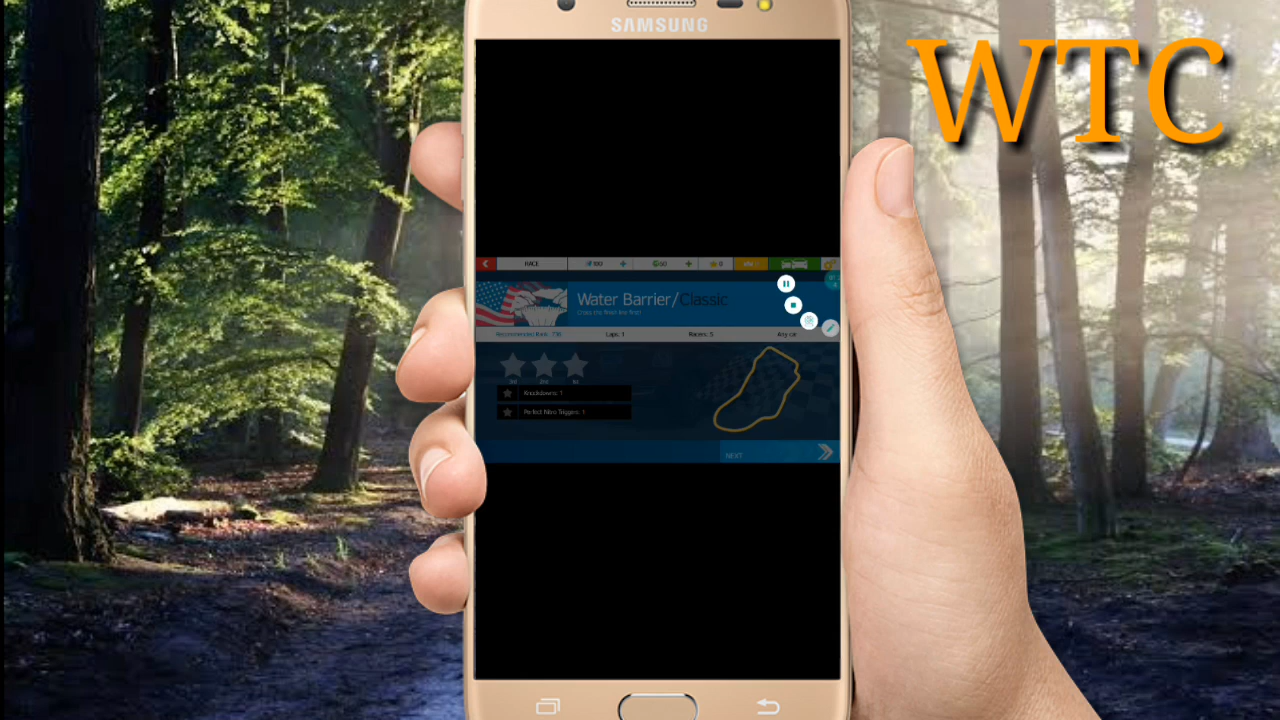 SAMSUNG
WTC
RACE
Water Barrier/Classic
Laps: 1
Racers: 5
Any car
Knockdowns: 1
Perfect Nitro Triggers: 1
NEXT